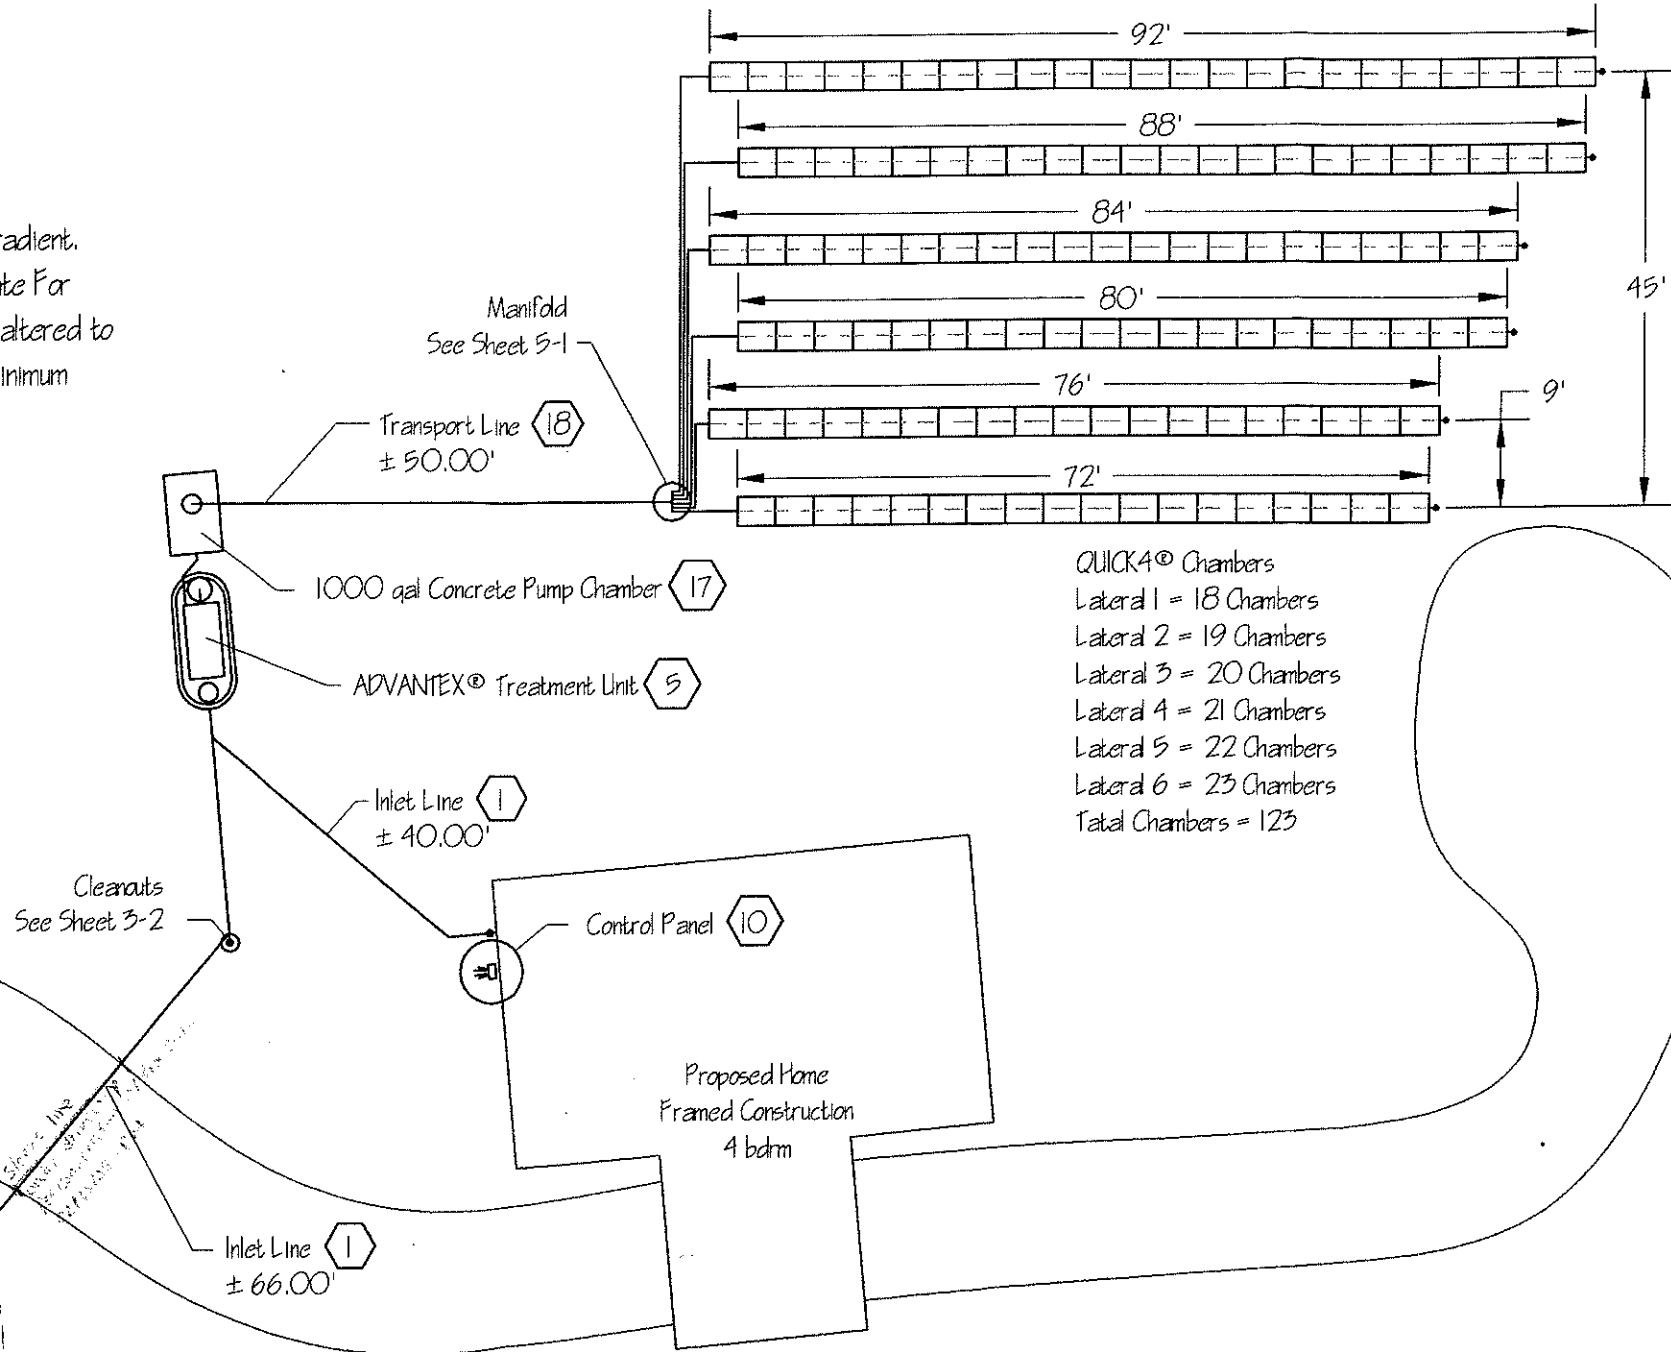 92'
88'
84'
80'
76'
72'
45'
9'
radient.
te For
altered to
inimum
Manifold
See Sheet 5-1
Transport Line 18
± 50.00'
1000 gal Concrete Pump Chamber 17
ADVANTEX® Treatment Unit 5
QUICK4® Chambers
Lateral 1 = 18 Chambers
Lateral 2 = 19 Chambers
Lateral 3 = 20 Chambers
Lateral 4 = 21 Chambers
Lateral 5 = 22 Chambers
Lateral 6 = 23 Chambers
Tatal Chambers = 123
Inlet Line 1
± 40.00'
Cleanouts
See Sheet 3-2
Control Panel 10
Proposed Home
Framed Construction
4 bdrm
Inlet Line 1
± 66.00'